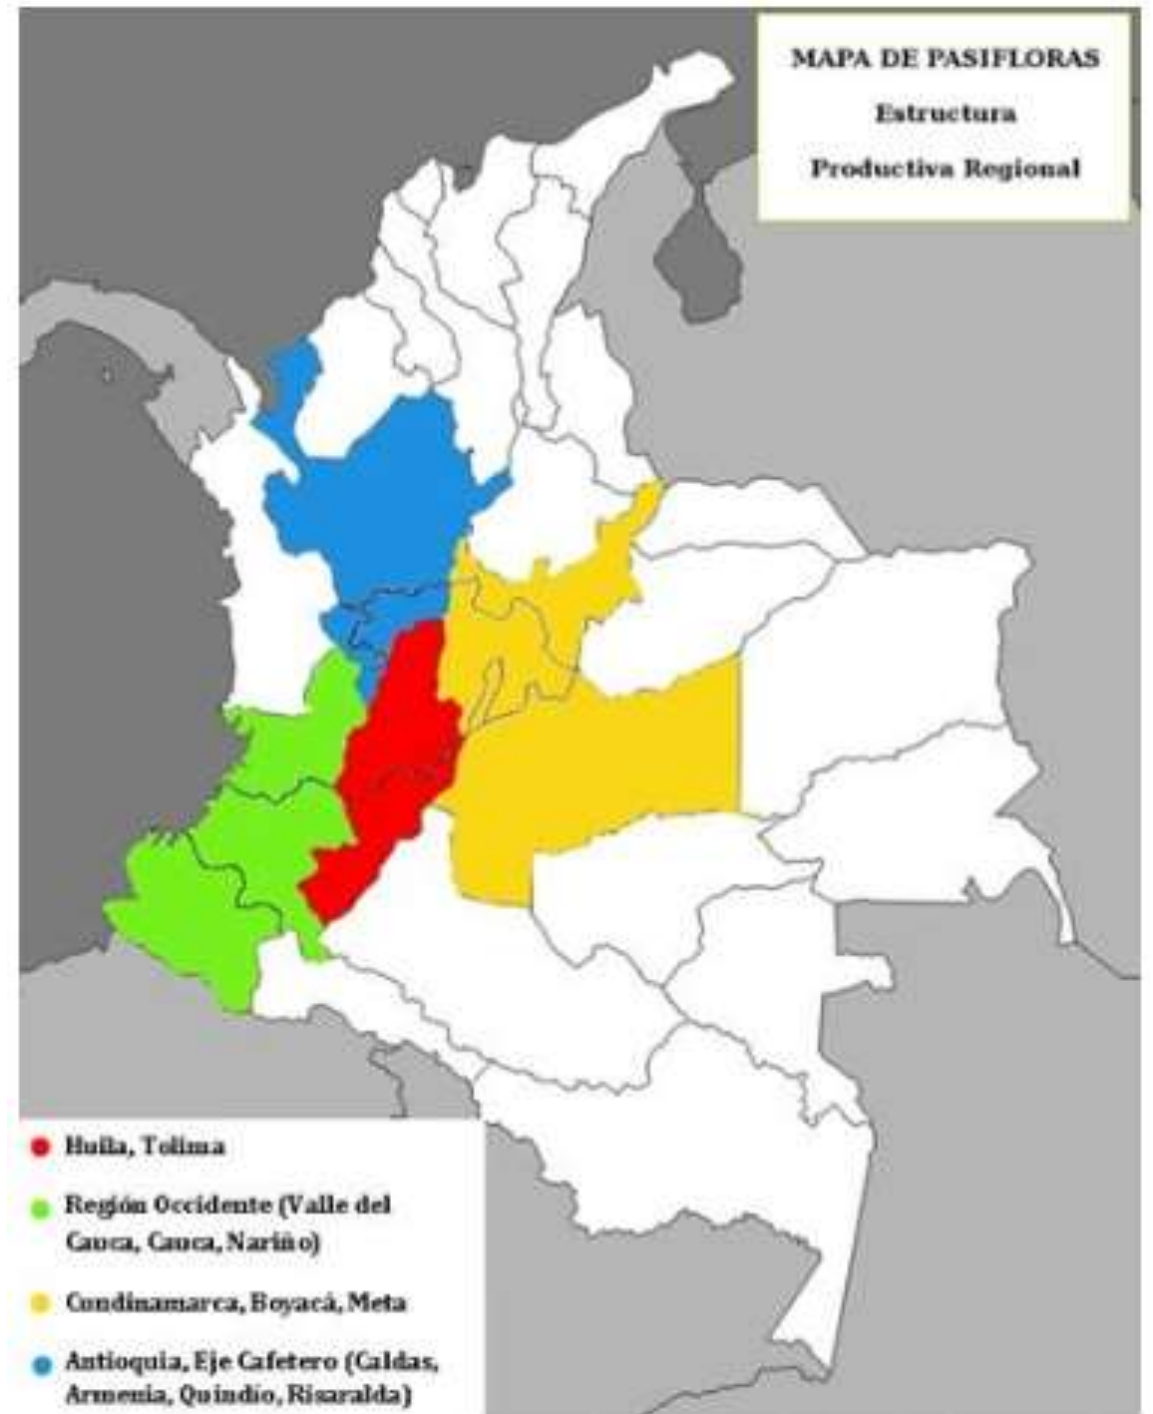 MAPA DE PASIFLORAS
Estructura
Productiva Regional
Huila, Tolima
Región Occidente (Valle del
Cauca, Cauca, Nariño)
Cundinamarca, Boyacá, Meta
Antioquia, Eje Cafetero (Caldas,
Armenia, Quindío, Risaralda)